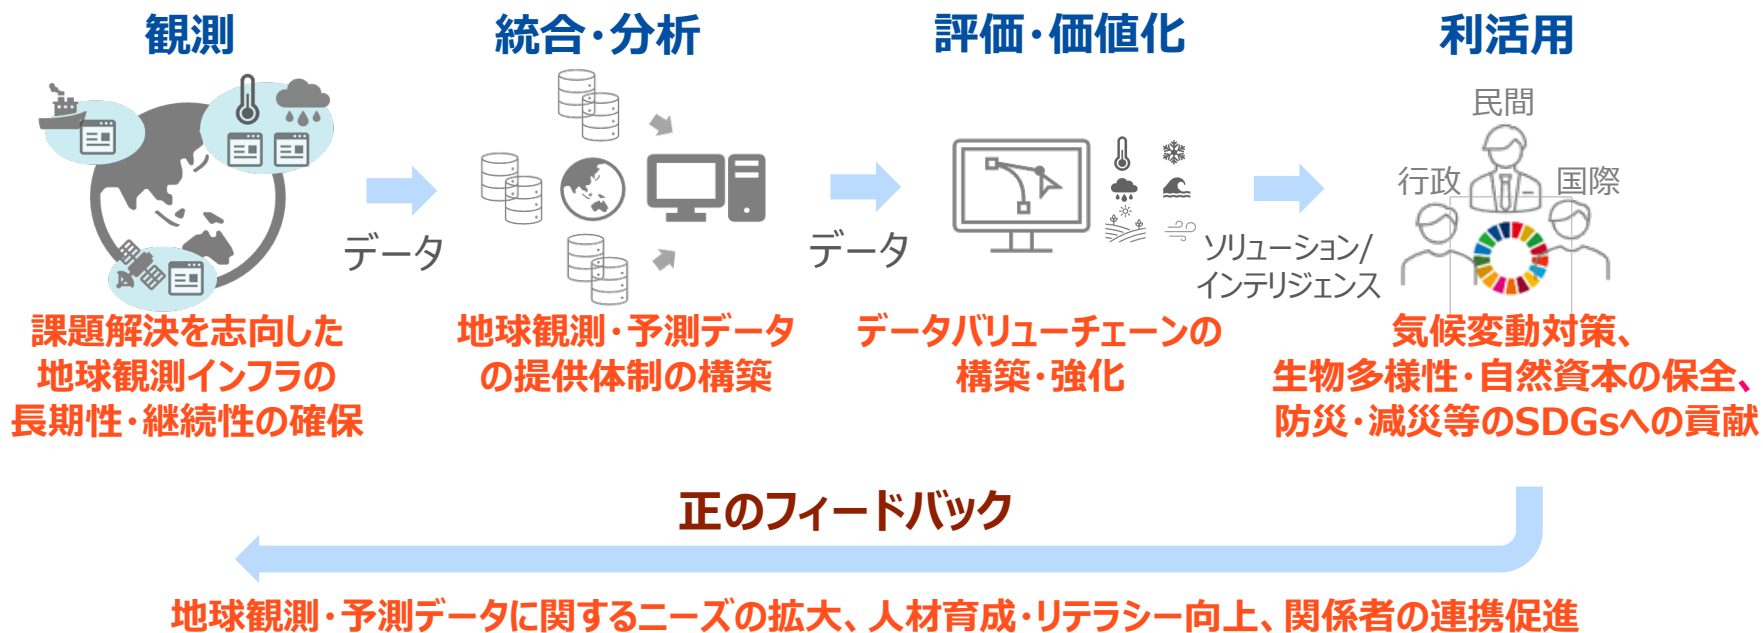 観測
統合・分析
評価・価値化
利活用
民間
行政
国際
データ
データ
ソリューション/
インテリジェンス
課題解決を志向した
地球観測インフラの
長期性・継続性の確保
地球観測・予測データ
の提供体制の構築
データバリューチェーンの
構築・強化
気候変動対策、
生物多様性・自然資本の保全、
防災・減災等のSDGsへの貢献
正のフィードバック
地球観測・予測データに関するニーズの拡大、人材育成・リテラシー向上、関係者の連携促進